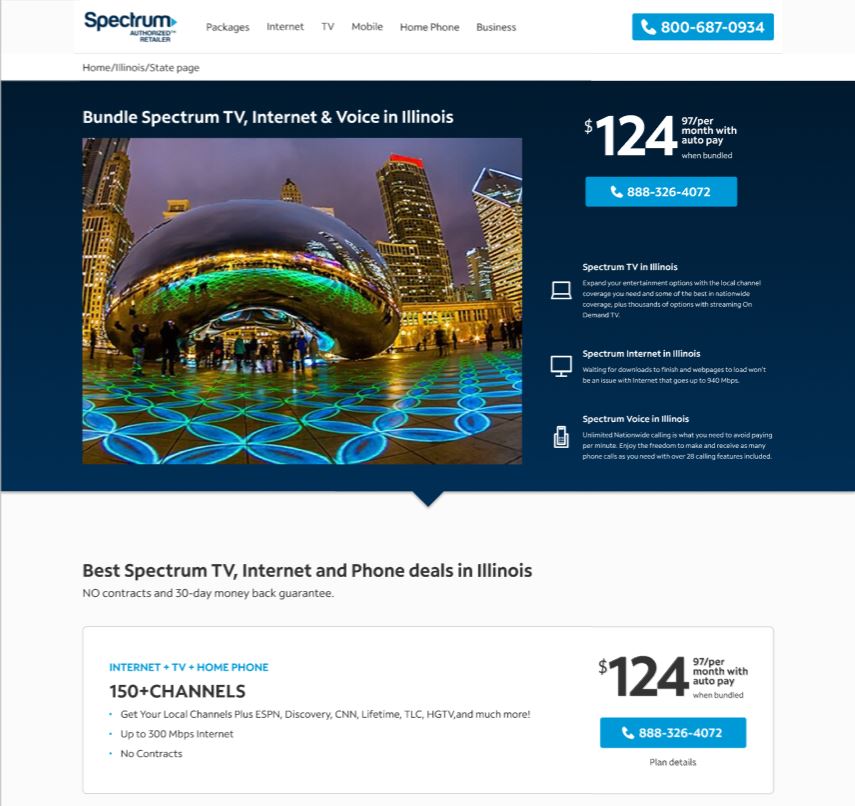 Spectrum
AUTHORIZED™
RETAILER
Packages Internet TV Mobile Home Phone Business
800-687-0934
Home/Illinois/State page
Bundle Spectrum TV, Internet & Voice in Illinois
$124 97/per
month with
auto pay
when bundled
888-326-4072
Spectrum TV in Illinois
Expand your entertainment options with the local channel
coverage you need and some of the best in nationwide
coverage, plus thousands of options with streaming On
Demand TV.
Spectrum Internet in Illinois
Waiting for downloads to finish and webpages to load won't
be an issue with Internet that goes up to 940 Mbps.
Spectrum Voice in Illinois
Unlimited Nationwide calling is what you need to avoid paying
per minute. Enjoy the freedom to make and receive as many
phone calls as you need with over 28 calling features included.
Best Spectrum TV, Internet and Phone deals in Illinois
NO contracts and 30-day money back guarantee.
INTERNET + TV + HOME PHONE
150+CHANNELS
• Get Your Local Channels Plus ESPN, Discovery, CNN, Lifetime, TLC, HGTV,and much more!
• Up to 300 Mbps Internet
• No Contracts
$124 97/per
month with
auto pay
when bundled
888-326-4072
Plan details